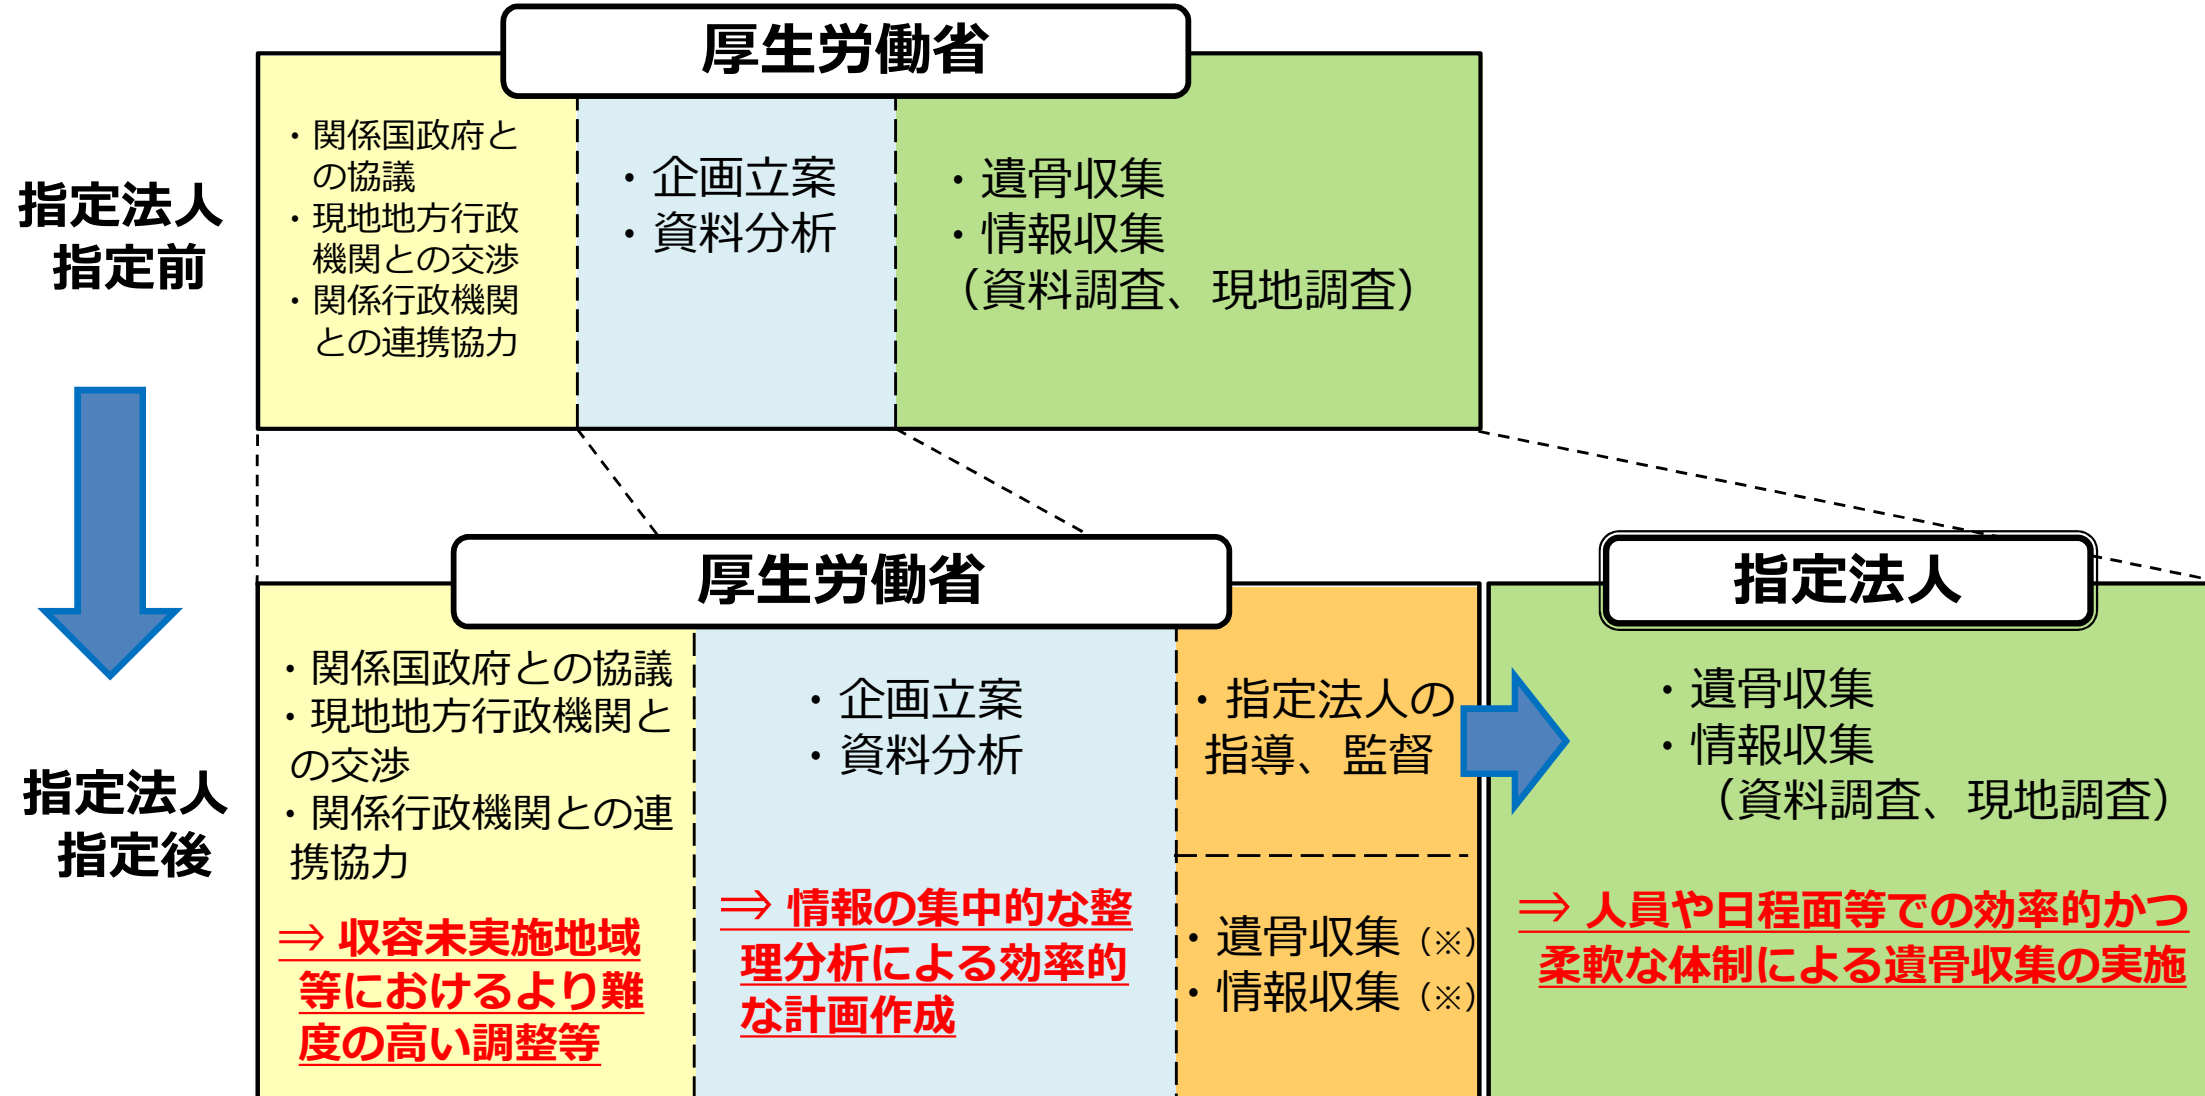 厚生労働省
指定法人
指定前
・関係国政府と
の協議
・現地地方行政
機関との交渉
・関係行政機関
との連携協力
・企画立案
・資料分析
・遺骨収集
・情報収集
（資料調査、現地調査）
厚生労働省
指定法人
指定法人
指定後
・関係国政府との協議
・現地地方行政機関と
の交渉
・関係行政機関との連
携協力
⇒ 収容未実施地域
等におけるより難
度の高い調整等
・企画立案
・資料分析
⇒ 情報の集中的な整
理分析による効率的
な計画作成
・指定法人の
指導、監督
・遺骨収集（※）
・情報収集（※）
・遺骨収集
・情報収集
（資料調査、現地調査）
⇒ 人員や日程面等での効率的かつ
柔軟な体制による遺骨収集の実施